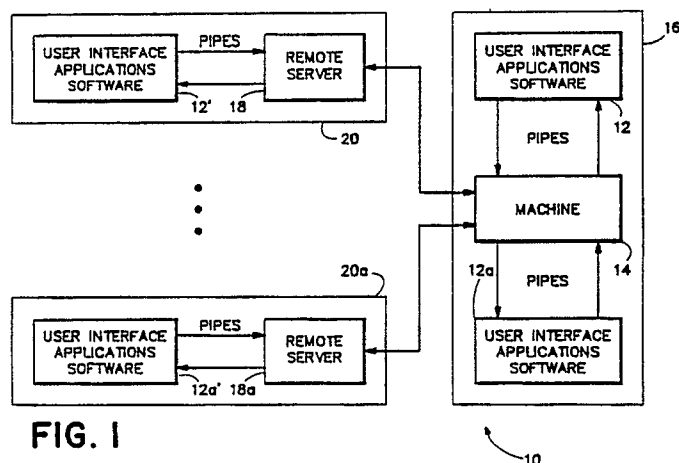 USER INTERFACE
APPLICATIONS
SOFTWARE
PIPES
REMOTE
SERVER
12'
18
20
USER INTERFACE
APPLICATIONS
SOFTWARE
16
12
PIPES
MACHINE
14
12a
PIPES
USER INTERFACE
APPLICATIONS
SOFTWARE
20a
USER INTERFACE
APPLICATIONS
SOFTWARE
PIPES
REMOTE
SERVER
12a'
18a
FIG. 1
10